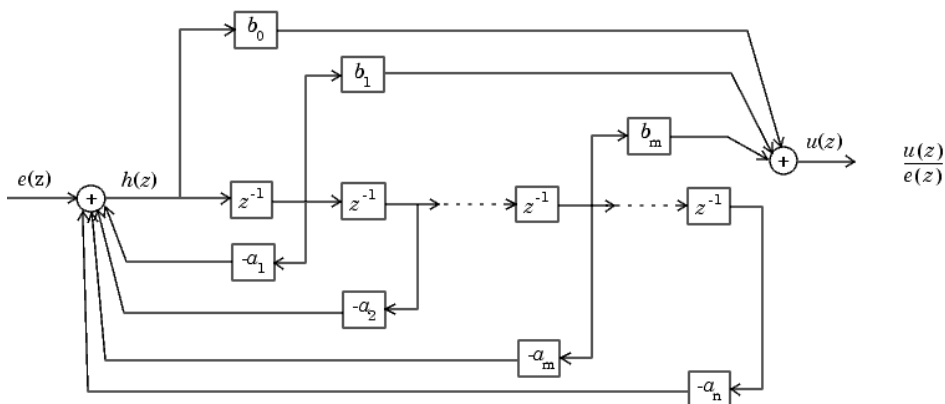 b₀
b₁
bₘ
u(z)
u(z)
e(z)
e(z)
h(z)
+
+
z⁻¹
z⁻¹
z⁻¹
z⁻¹
-a₁
-a₂
-aₘ
-aₙ